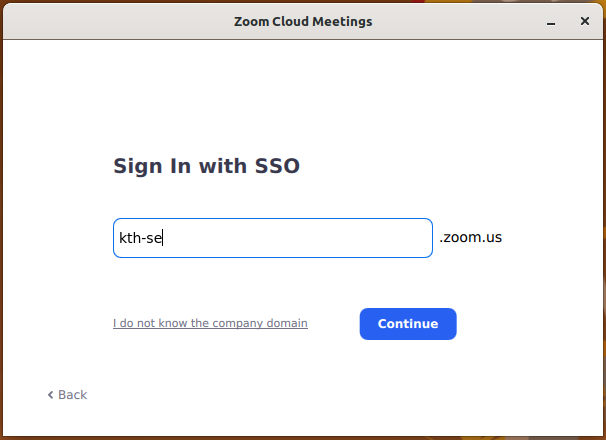 Zoom Cloud Meetings
Sign In with SSO
kth-se .zoom.us
I do not know the company domain Continue
Back